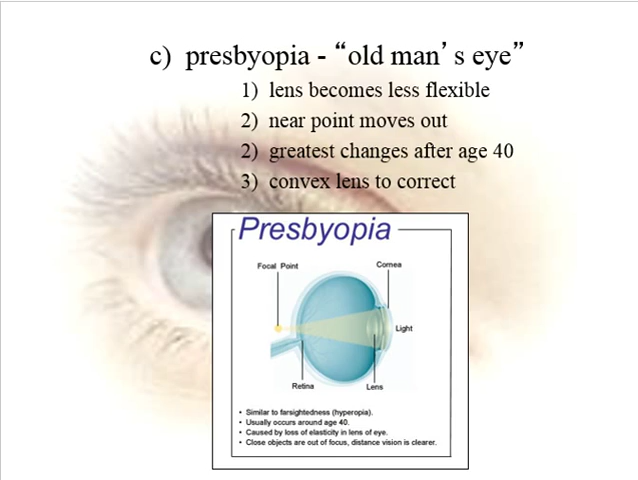 c) presbyopia - “old man’s eye”
1) lens becomes less flexible
2) near point moves out
2) greatest changes after age 40
3) convex lens to correct
Presbyopia
Focal Point
Cornea
Light
Retina
Lens
• Similar to farsightedness (hyperopia).
• Usually occurs around age 40.
• Caused by loss of elasticity in lens of eye.
• Close objects are out of focus, distance vision is clearer.